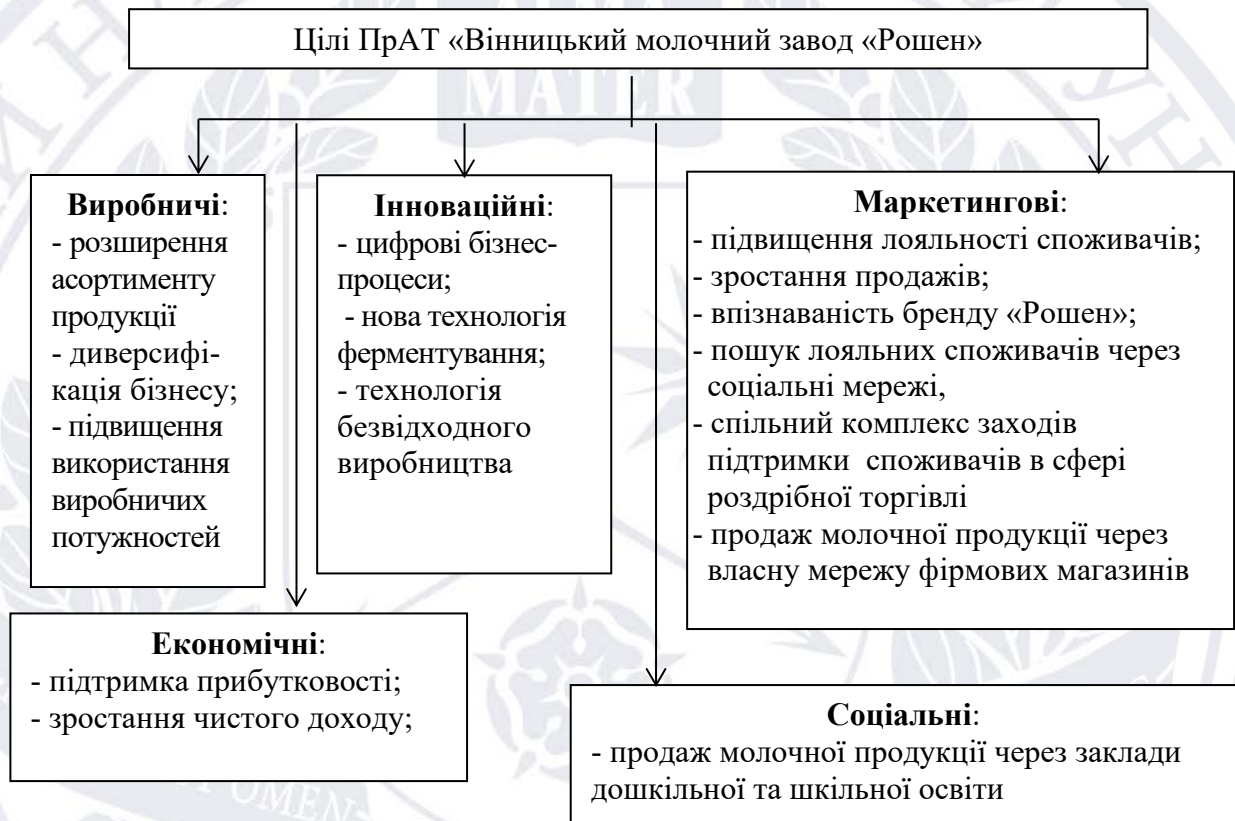 Цілі ПрАТ «Вінницький молочний завод «Рошен»
Виробничі:
- розширення
асортименту
продукції
- диверсифі-
кація бізнесу;
- підвищення
використання
виробничих
потужностей
Інноваційні:
- цифрові бізнес-
процеси;
- нова технологія
ферментування;
- технологія
безвідходного
виробництва
Маркетингові:
- підвищення лояльності споживачів;
- зростання продажів;
- впізнаваність бренду «Рошен»;
- пошук лояльних споживачів через
соціальні мережі,
- спільний комплекс заходів
підтримки споживачів в сфері
роздрібної торгівлі
- продаж молочної продукції через
власну мережу фірмових магазинів
Економічні:
- підтримка прибутковості;
- зростання чистого доходу;
Соціальні:
- продаж молочної продукції через заклади
дошкільної та шкільної освіти
MATER